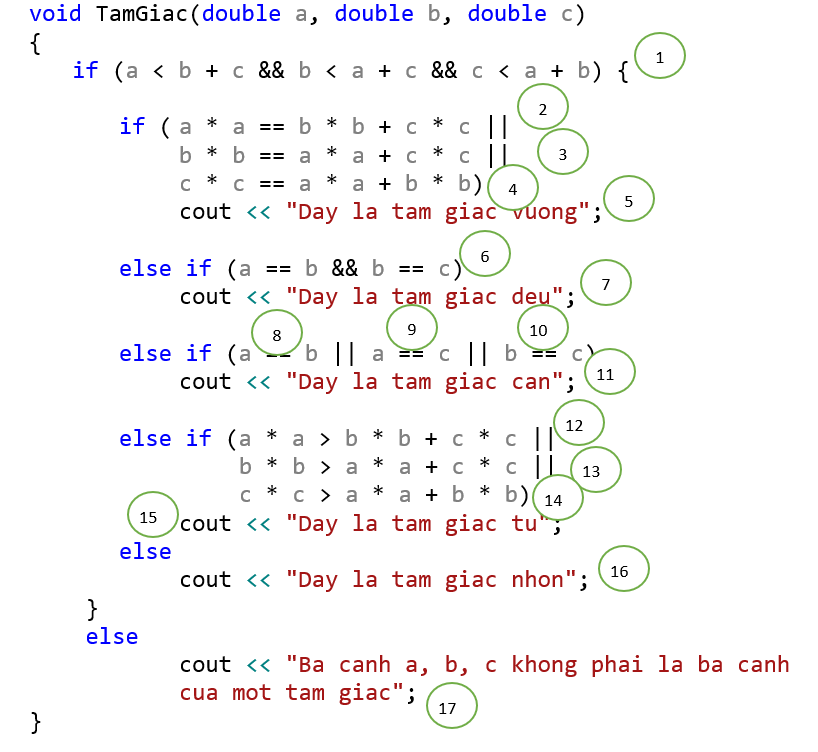 void TamGiac(double a, double b, double c)
{
if (a < b + c && b < a + c && c < a + b) { 1
2
if ( a * a == b * b + c * c ||
b * b == a * a + c * c || 3
c * c == a * a + b * b) 4
cout << "Day la tam giac vuong"; 5
else if (a == b && b == c) 6
cout << "Day la tam giac deu"; 7
8 9 10
else if (a == b || a == c || b == c)
cout << "Day la tam giac can"; 11
else if (a * a > b * b + c * c || 12
b * b > a * a + c * c || 13
c * c > a * a + b * b) 14
15 cout << "Day la tam giac tu";
else
cout << "Day la tam giac nhon"; 16
}
else
cout << "Ba canh a, b, c khong phai la ba canh
cua mot tam giac"; 17
}